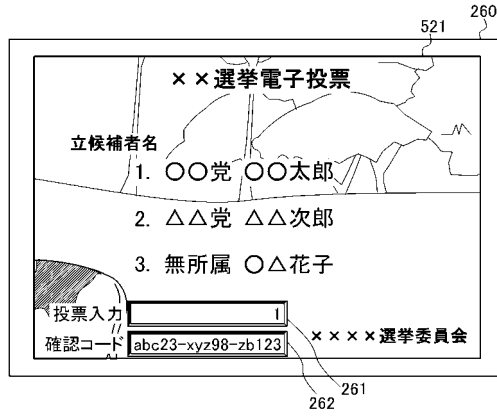 260
521
××選挙電子投票
立候補者名
1. ○○党 ○○太郎
2. △△党 △△次郎
3. 無所属 ○△花子
投票入力 1
確認コード abc23-xyz98-zb123
××××選挙委員会
261
262